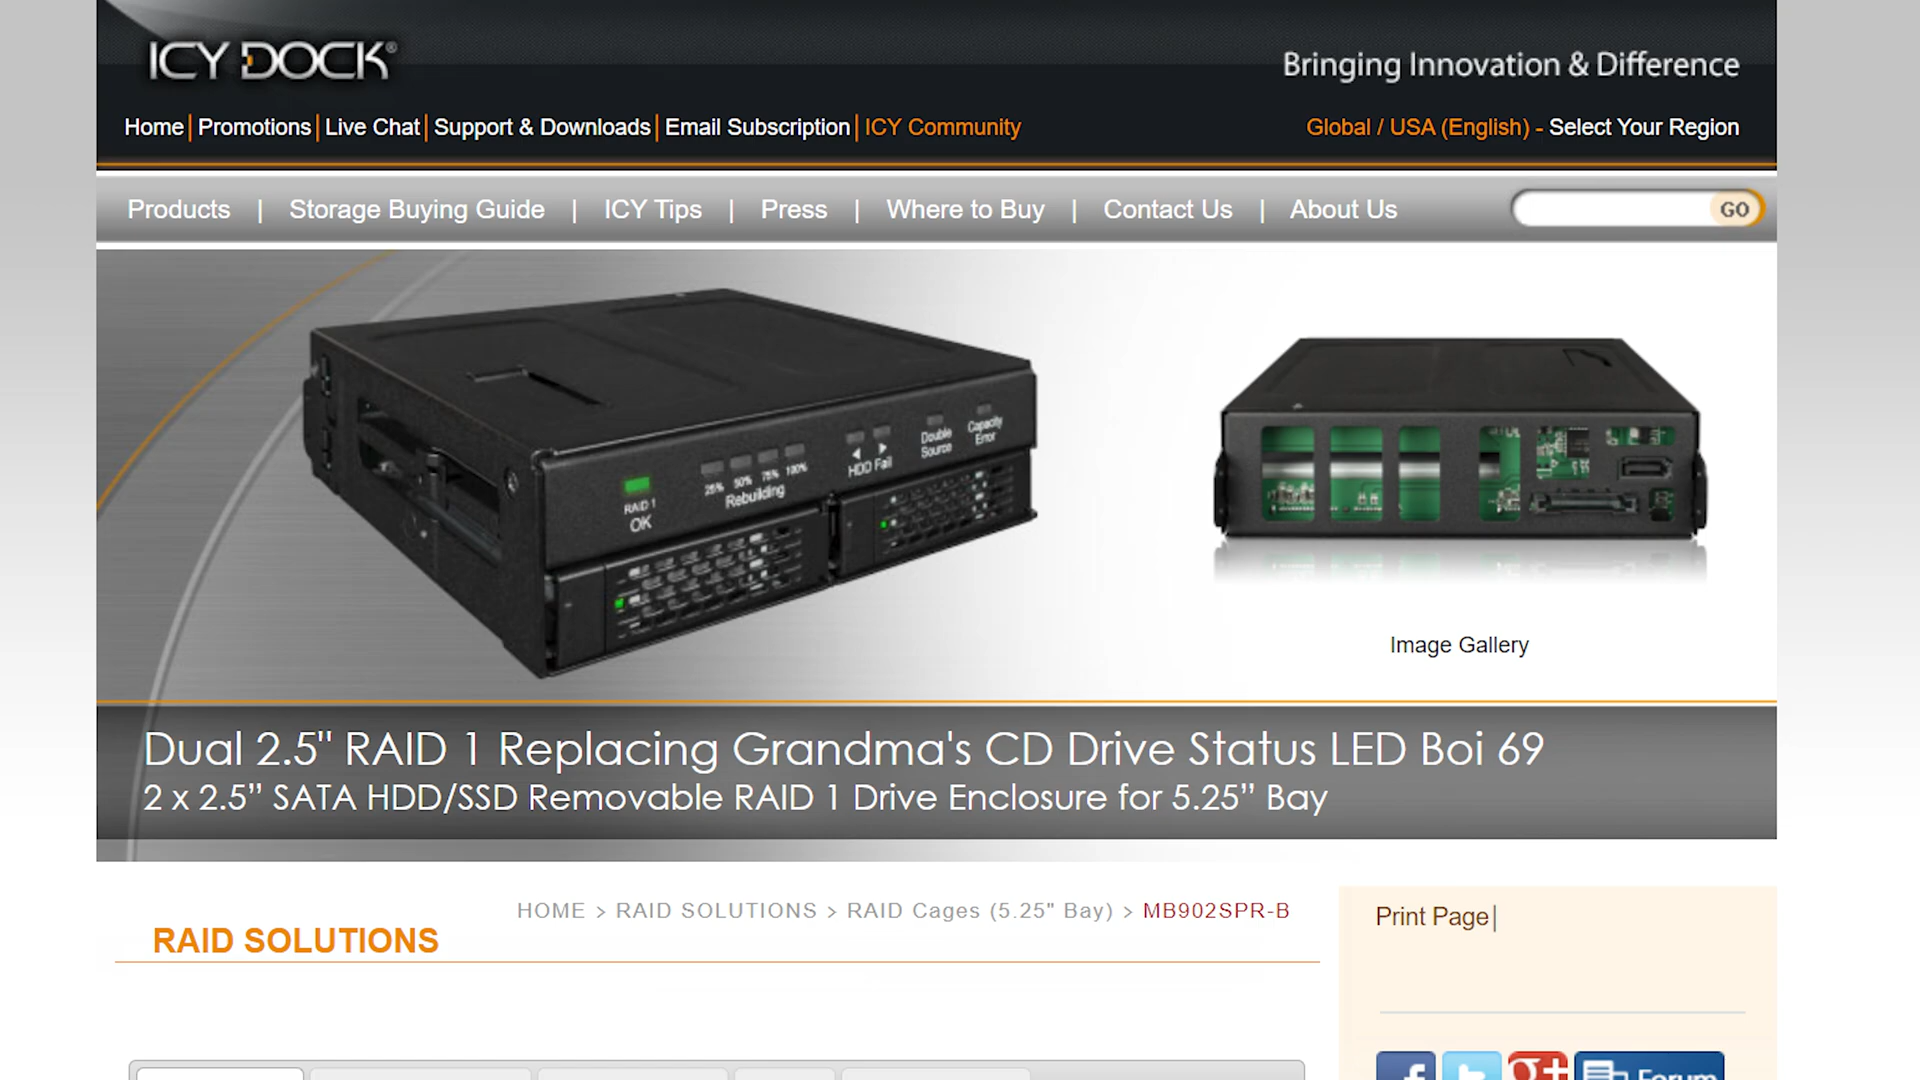 ICY DOCK®
Bringing Innovation & Difference
Home | Promotions | Live Chat | Support & Downloads | Email Subscription | ICY Community
Global / USA (English) - Select Your Region
Products | Storage Buying Guide | ICY Tips | Press | Where to Buy | Contact Us | About Us
GO
RAID 1
OK
25% 50% 75% 100%
Rebuilding
HDD Fail
Double
Source
Capacity
Error
Image Gallery
Dual 2.5" RAID 1 Replacing Grandma's CD Drive Status LED Boi 69
2 x 2.5” SATA HDD/SSD Removable RAID 1 Drive Enclosure for 5.25” Bay
HOME > RAID SOLUTIONS > RAID Cages (5.25" Bay) > MB902SPR-B
RAID SOLUTIONS
Print Page|
Forum